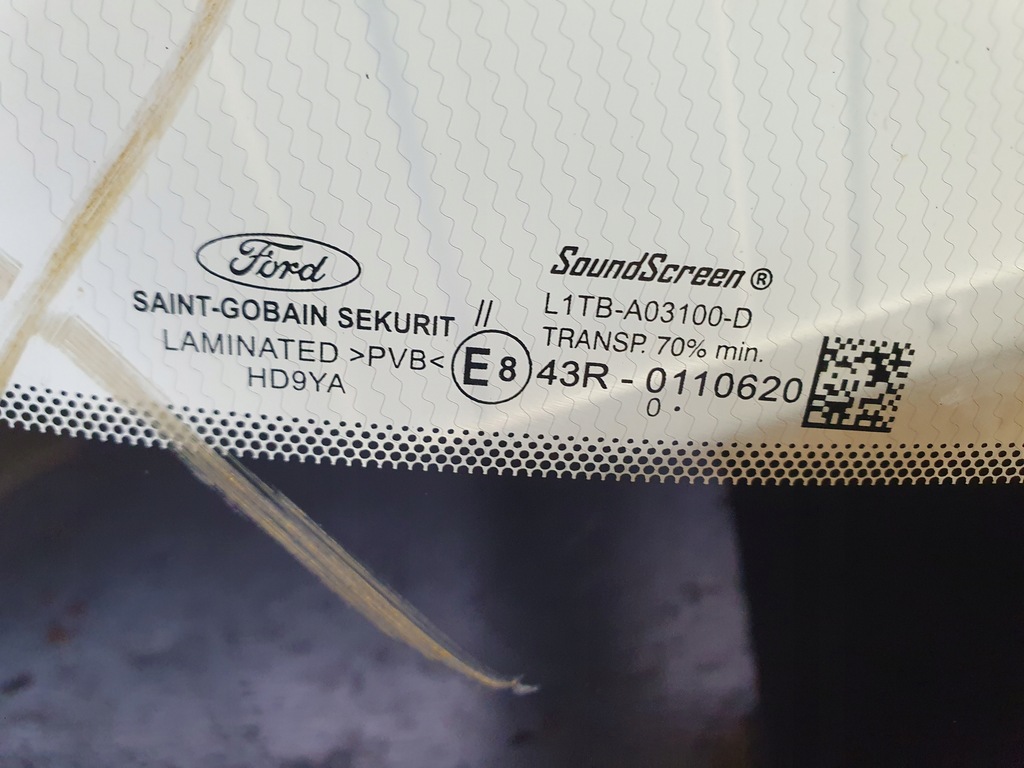 Ford
SAINT-GOBAIN SEKURIT //
LAMINATED >PVB<
HD9YA
SoundScreen ®
L1TB-A03100-D
TRANSP. 70% min.
E8 43R - 0110620
0 .